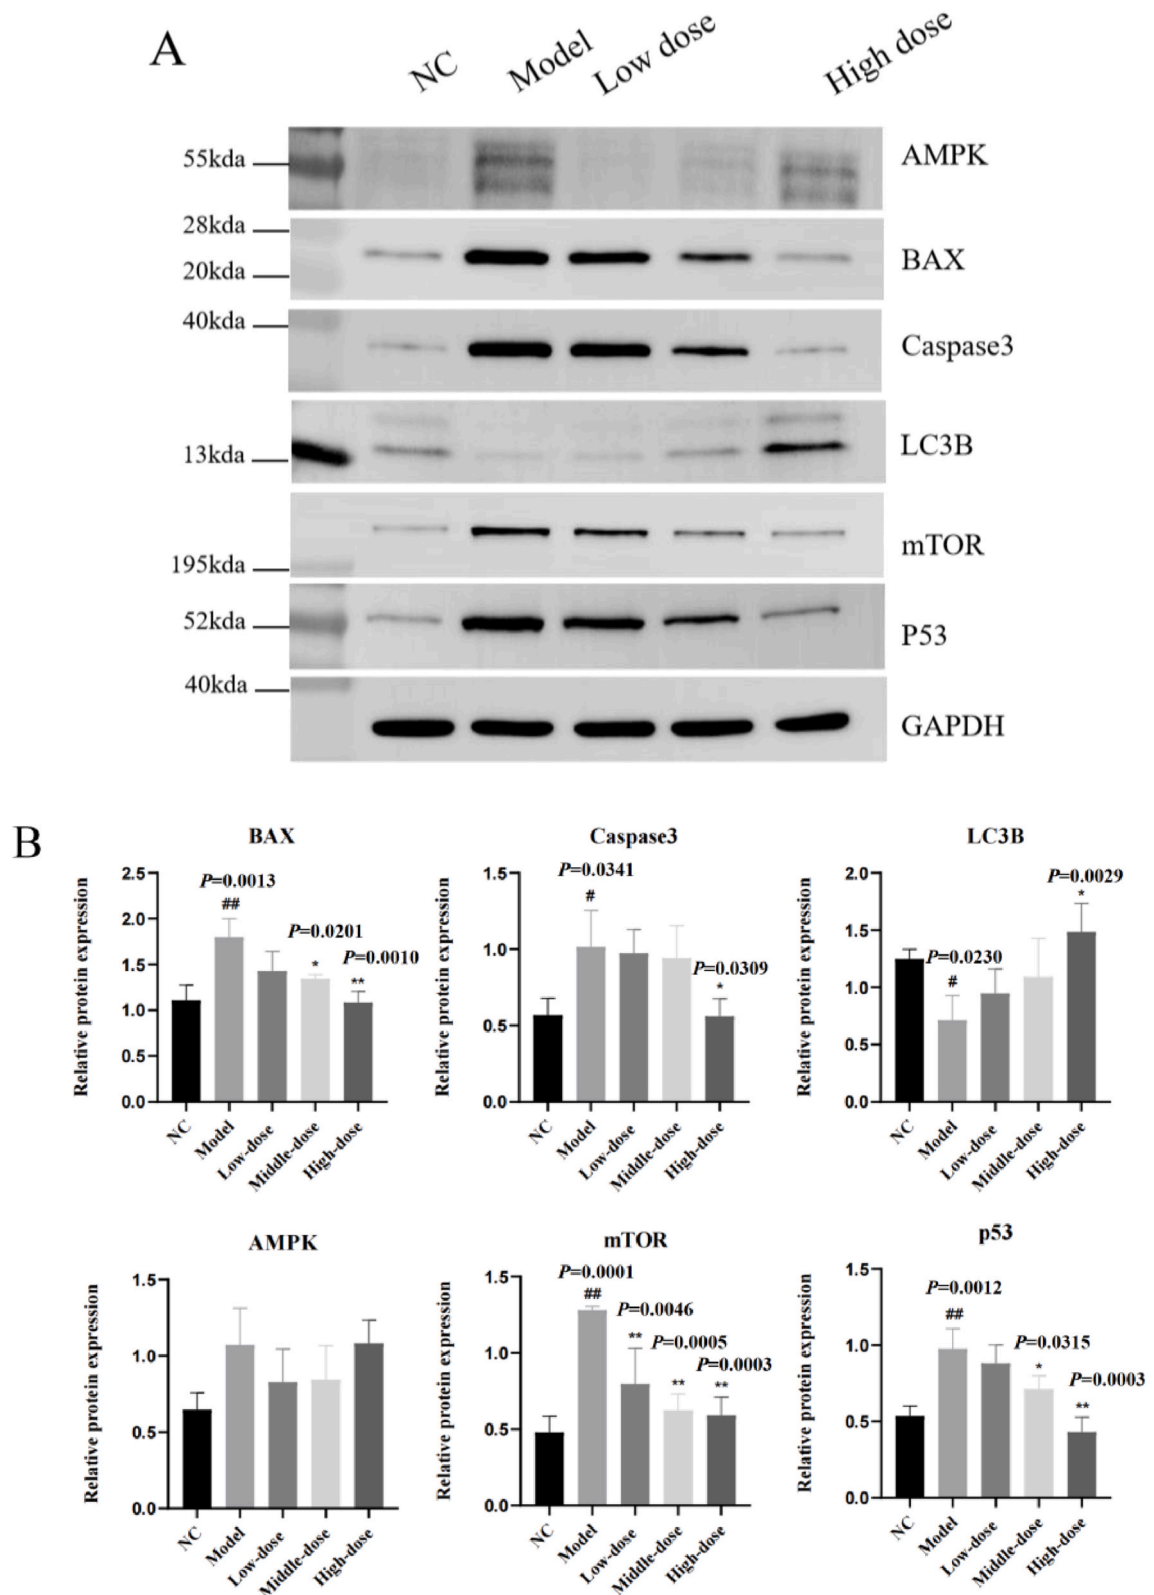 A
NC Model Low dose High dose
55kda AMPK
28kda
BAX
20kda
40kda
Caspase3
13kda LC3B
mTOR
195kda
52kda P53
40kda
GAPDH
B
BAX
Relative protein expression
2.5
2.0
1.5
1.0
0.5
0.0
P=0.0013
##
P=0.0201
*
P=0.0010
**
NC Model Low-dose Middle-dose High-dose
Caspase3
Relative protein expression
1.5
1.0
0.5
0.0
P=0.0341
#
P=0.0309
*
NC Model Low-dose Middle-dose High-dose
LC3B
Relative protein expression
2.0
1.5
1.0
0.5
0.0
P=0.0029
*
P=0.0230
#
NC Model Low-dose Middle-dose High-dose
AMPK
Relative protein expression
1.5
1.0
0.5
0.0
NC Model Low-dose Middle-dose High-dose
mTOR
Relative protein expression
1.5
1.0
0.5
0.0
P=0.0001
##
P=0.0046
**
P=0.0005
**
P=0.0003
**
NC Model Low-dose Middle-dose High-dose
p53
Relative protein expression
1.5
1.0
0.5
0.0
P=0.0012
##
P=0.0315
*
P=0.0003
**
NC Model Low-dose Middle-dose High-dose